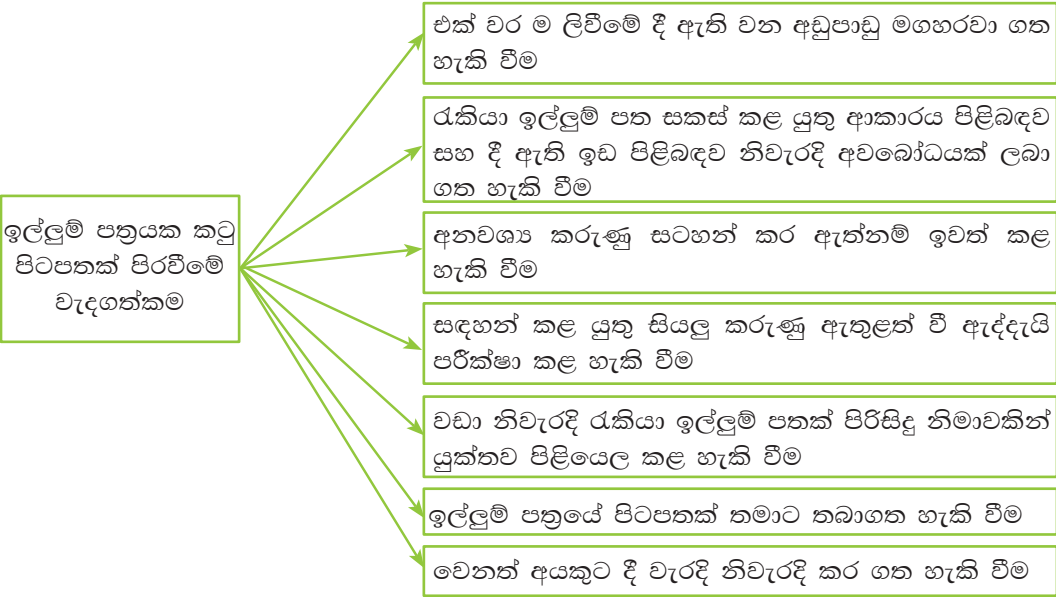 ඉල්ලුම් පත්‍රයක කටු
පිටපතක් පිරවීමේ
වැදගත්කම
එක් වර ම ලිවීමේ දී ඇති වන අඩුපාඩු මගහරවා ගත
හැකි වීම
රැකියා ඉල්ලුම් පත සකස් කළ යුතු ආකාරය පිළිබඳව
සහ දී ඇති ඉඩ පිළිබඳව නිවැරදි අවබෝධයක් ලබා
ගත හැකි වීම
අනවශ්‍ය කරුණු සටහන් කර ඇත්නම් ඉවත් කළ
හැකි වීම
සඳහන් කළ යුතු සියලු කරුණු ඇතුළත් වී ඇද්දැයි
පරීක්ෂා කළ හැකි වීම
වඩා නිවැරදි රැකියා ඉල්ලුම් පතක් පිරිසිදු නිමාවකින්
යුක්තව පිළියෙල කළ හැකි වීම
ඉල්ලුම් පත්‍රයේ පිටපතක් තමාට තබාගත හැකි වීම
වෙනත් අයකුට දී වැරදි නිවැරදි කර ගත හැකි වීම